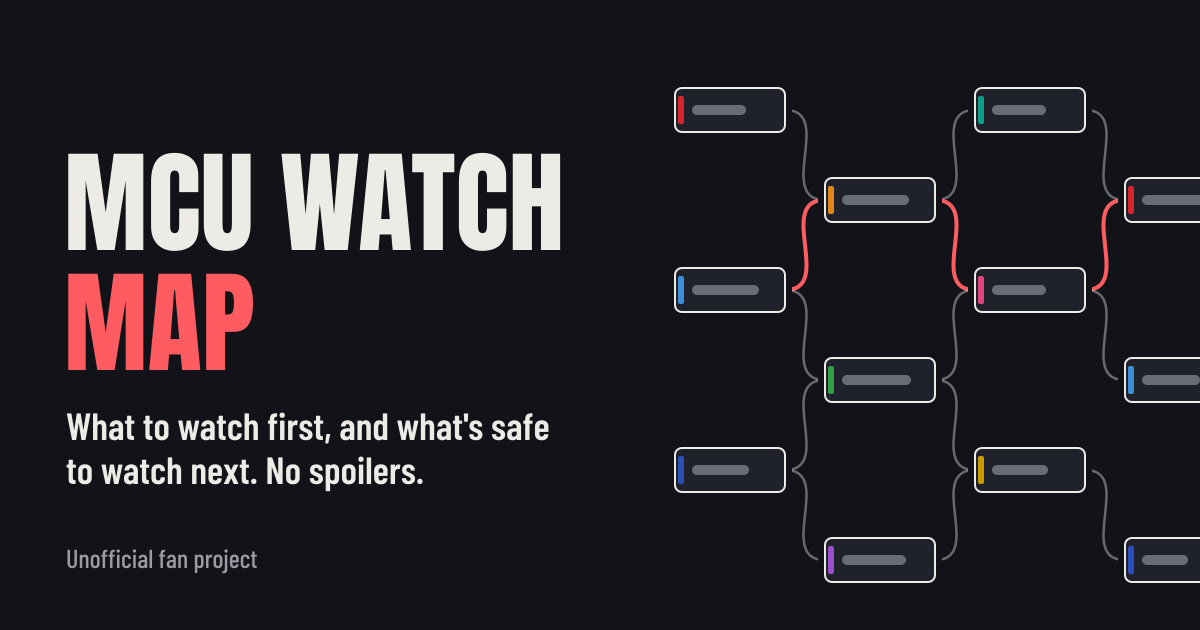 MCU WATCH
MAP
What to watch first, and what's safe
to watch next. No spoilers.
Unofficial fan project